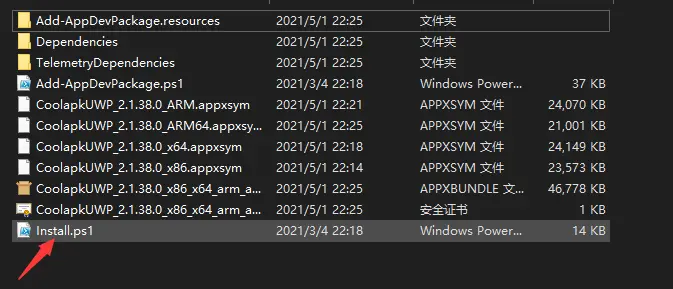 Add-AppDevPackage.resources 2021/5/1 22:25 文件夹
Dependencies 2021/5/1 22:25 文件夹
TelemetryDependencies 2021/5/1 22:25 文件夹
Add-AppDevPackage.ps1 2021/3/4 22:18 Windows Power... 37 KB
CoolapkUWP_2.1.38.0_ARM.appxsym 2021/5/1 22:21 APPXSYM 文件 24,070 KB
CoolapkUWP_2.1.38.0_ARM64.appxsy... 2021/5/1 22:25 APPXSYM 文件 21,001 KB
CoolapkUWP_2.1.38.0_x64.appxsym 2021/5/1 22:18 APPXSYM 文件 24,149 KB
CoolapkUWP_2.1.38.0_x86.appxsym 2021/5/1 22:14 APPXSYM 文件 23,573 KB
CoolapkUWP_2.1.38.0_x86_x64_arm_a... 2021/5/1 22:25 APPXBUNDLE 文... 46,778 KB
CoolapkUWP_2.1.38.0_x86_x64_arm_a... 2021/5/1 22:25 安全证书 1 KB
Install.ps1 2021/3/4 22:18 Windows Power... 14 KB